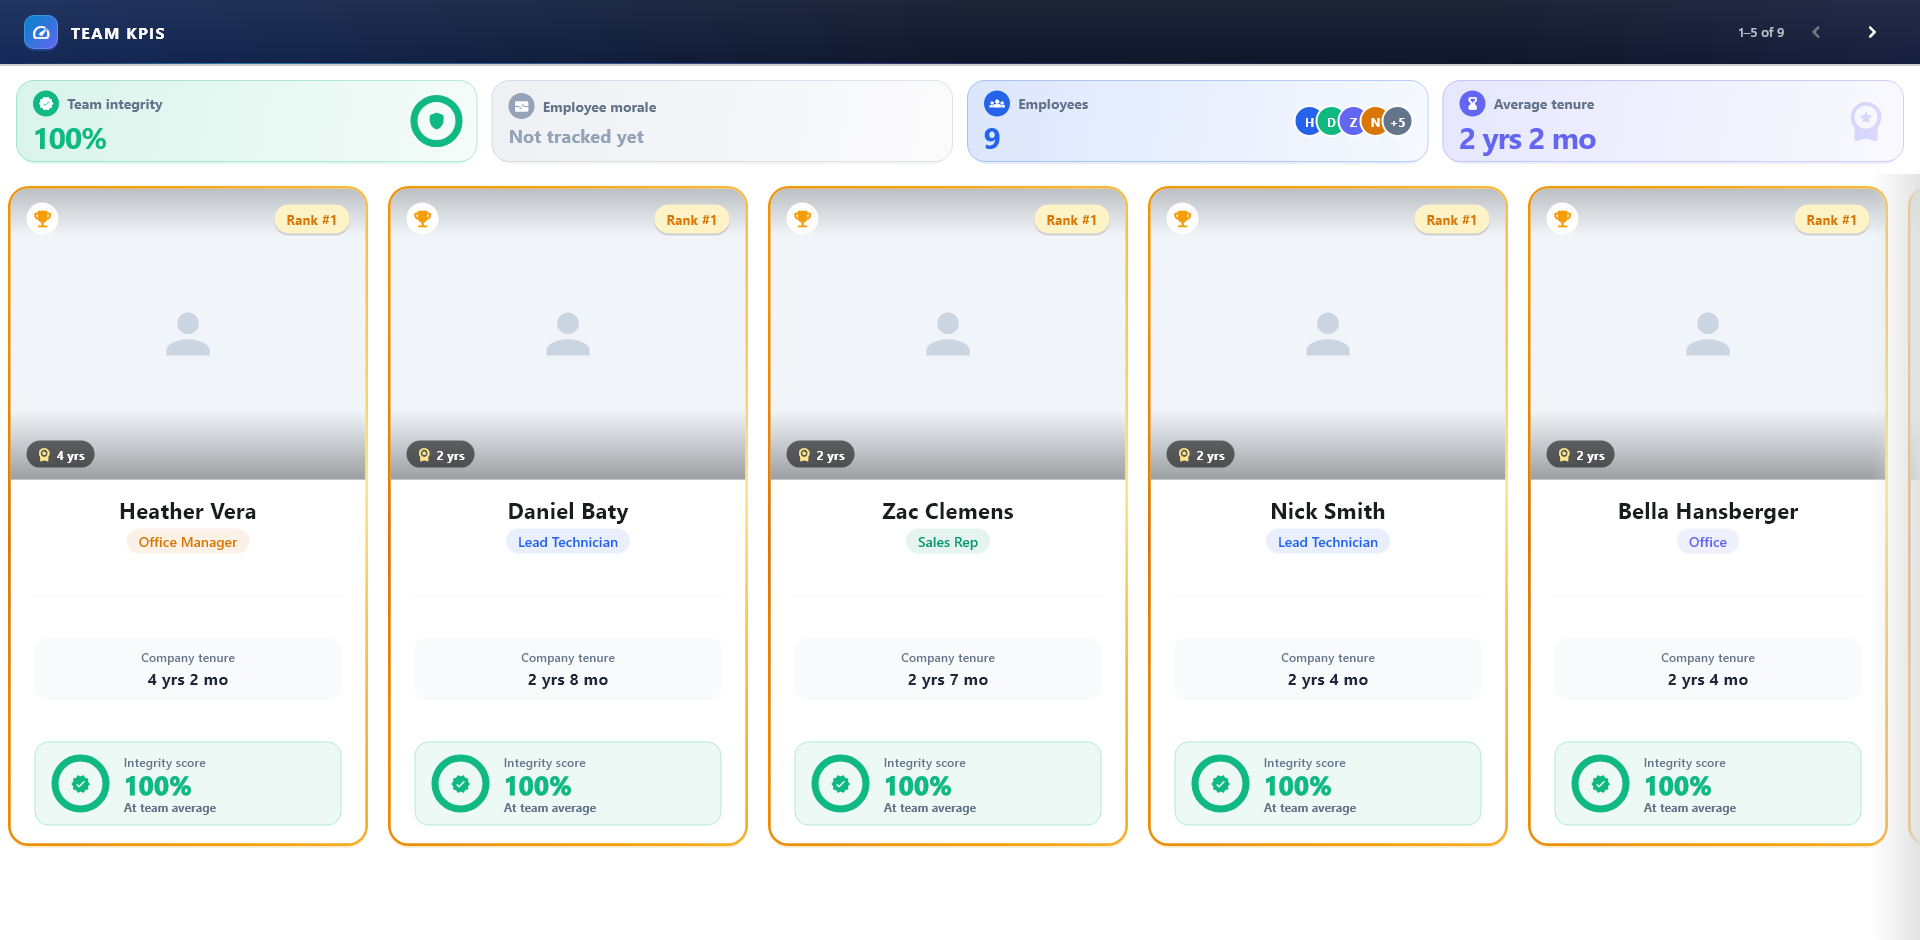 TEAM KPIS
1–5 of 9
Team integrity
100%
Employee morale
Not tracked yet
Employees
9
H D Z N +5
Average tenure
2 yrs 2 mo
Rank #1
4 yrs
Heather Vera
Office Manager
Company tenure
4 yrs 2 mo
Integrity score
100%
At team average
Rank #1
2 yrs
Daniel Baty
Lead Technician
Company tenure
2 yrs 8 mo
Integrity score
100%
At team average
Rank #1
2 yrs
Zac Clemens
Sales Rep
Company tenure
2 yrs 7 mo
Integrity score
100%
At team average
Rank #1
2 yrs
Nick Smith
Lead Technician
Company tenure
2 yrs 4 mo
Integrity score
100%
At team average
Rank #1
2 yrs
Bella Hansberger
Office
Company tenure
2 yrs 4 mo
Integrity score
100%
At team average